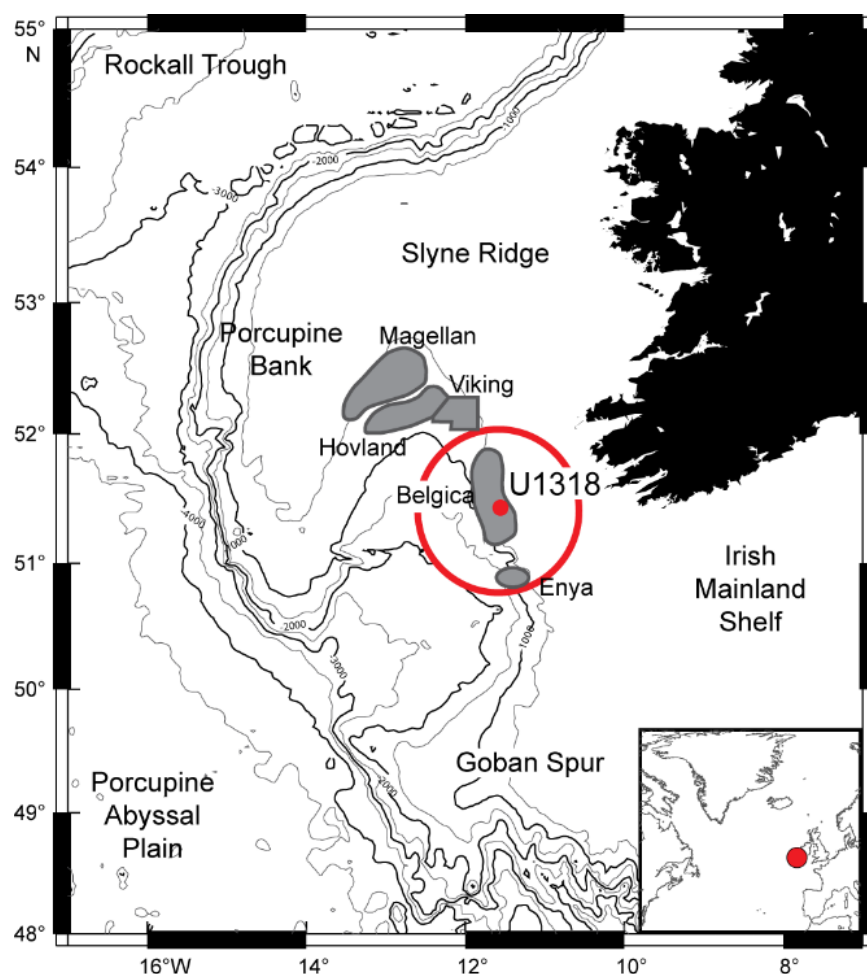 55°
N
Rockall Trough
-1000
-2000
54°
-3000
Slyne Ridge
53°
Porcupine
Bank
Magellan
Viking
52°
Hovland
Belgica
U1318
-4000
51°
-1000
Enya
Irish
Mainland
Shelf
-2000
1000
-3000
50°
Goban Spur
Porcupine
Abyssal
Plain
-2000
49°
48°
16°W
14°
12°
10°
8°